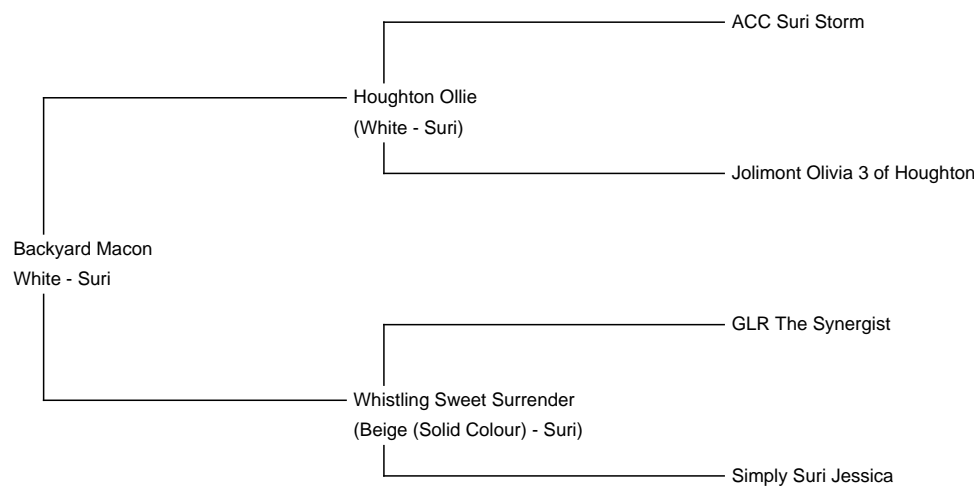 ACC Suri Storm
Houghton Ollie
(White - Suri)
Jolimont Olivia 3 of Houghton
Backyard Macon
White - Suri
GLR The Synergist
Whistling Sweet Surrender
(Beige (Solid Colour) - Suri)
Simply Suri Jessica